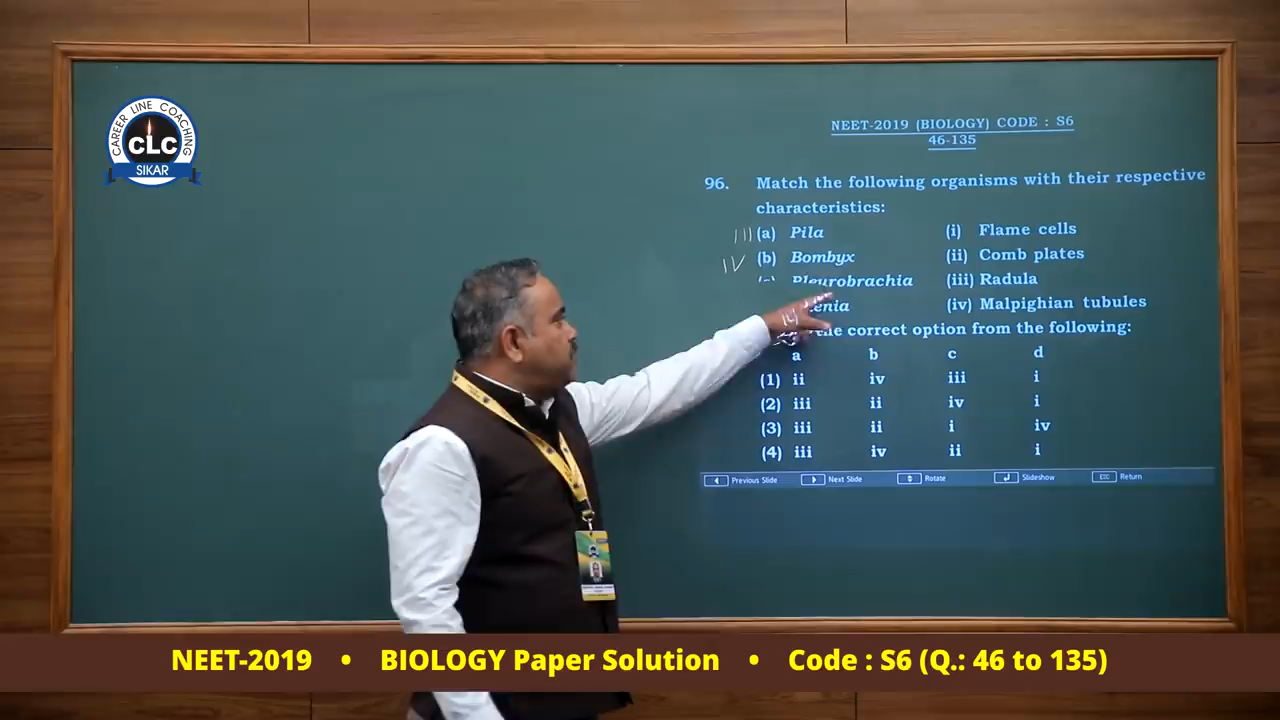 CAREER LINE COACHING
CLC
SIKAR
NEET-2019 (BIOLOGY) CODE : S6
46-135
96. Match the following organisms with their respective
characteristics:
III (a) Pila (i) Flame cells
IV (b) Bombyx (ii) Comb plates
Pleurobrachia (iii) Radula
(iv) Malpighian tubules
the correct option from the following:
a b c d
(1) ii iv iii i
(2) iii ii iv i
(3) iii ii i iv
(4) iii iv ii i
Previous Slide Next Slide Rotate Slideshow ESC Return
NEET-2019 • BIOLOGY Paper Solution • Code : S6 (Q.: 46 to 135)